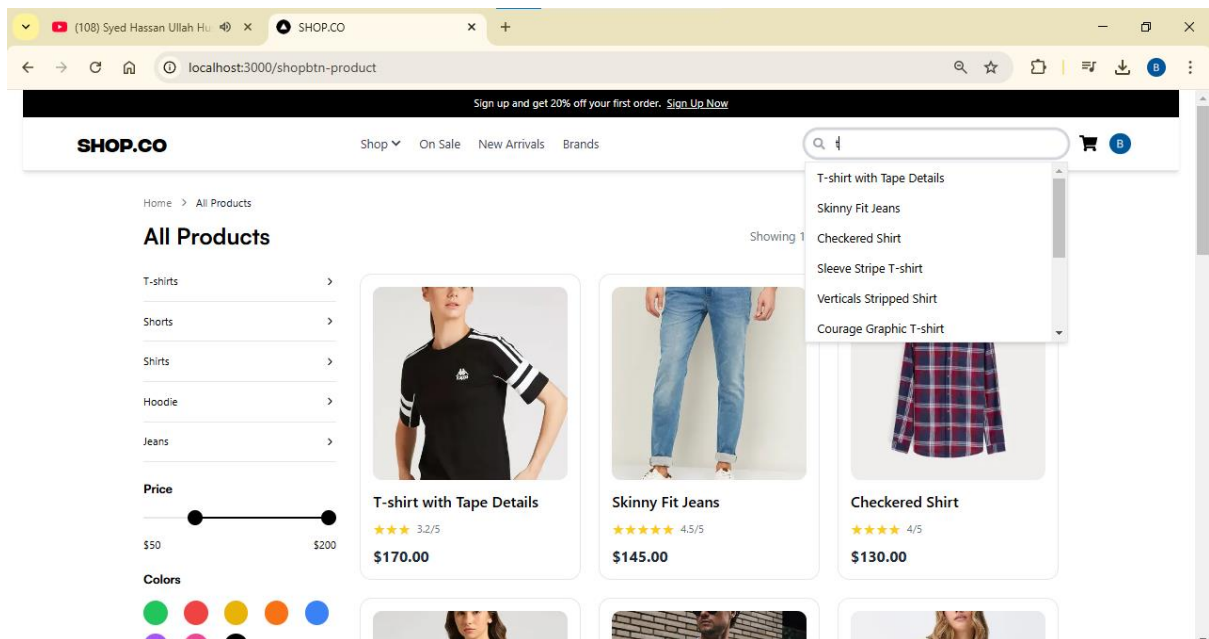 (108) Syed Hassan Ullah Hu
SHOP.CO
localhost:3000/shopbtn-product
B
Sign up and get 20% off your first order. Sign Up Now
SHOP.CO
Shop On Sale New Arrivals Brands
t
B
T-shirt with Tape Details
Skinny Fit Jeans
Checkered Shirt
Sleeve Stripe T-shirt
Verticals Stripped Shirt
Courage Graphic T-shirt
Home > All Products
All Products
Showing 1
T-shirts
Shorts
Shirts
Hoodie
Jeans
Price
$50 $200
Colors
T-shirt with Tape Details
3.2/5
$170.00
Skinny Fit Jeans
4.5/5
$145.00
Checkered Shirt
4/5
$130.00